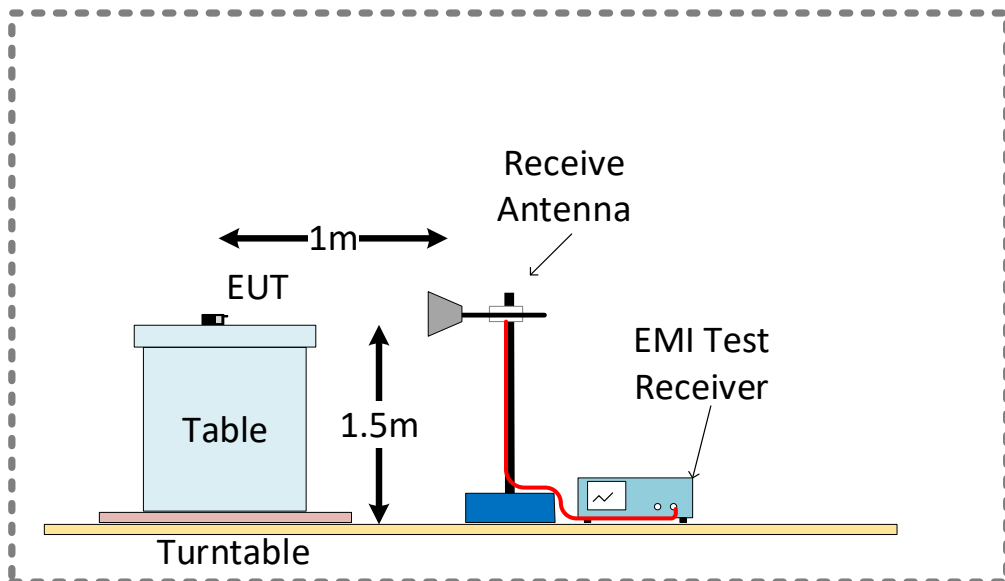 Receive
Antenna
1m
EUT
EMI Test
Receiver
Table
1.5m
Turntable